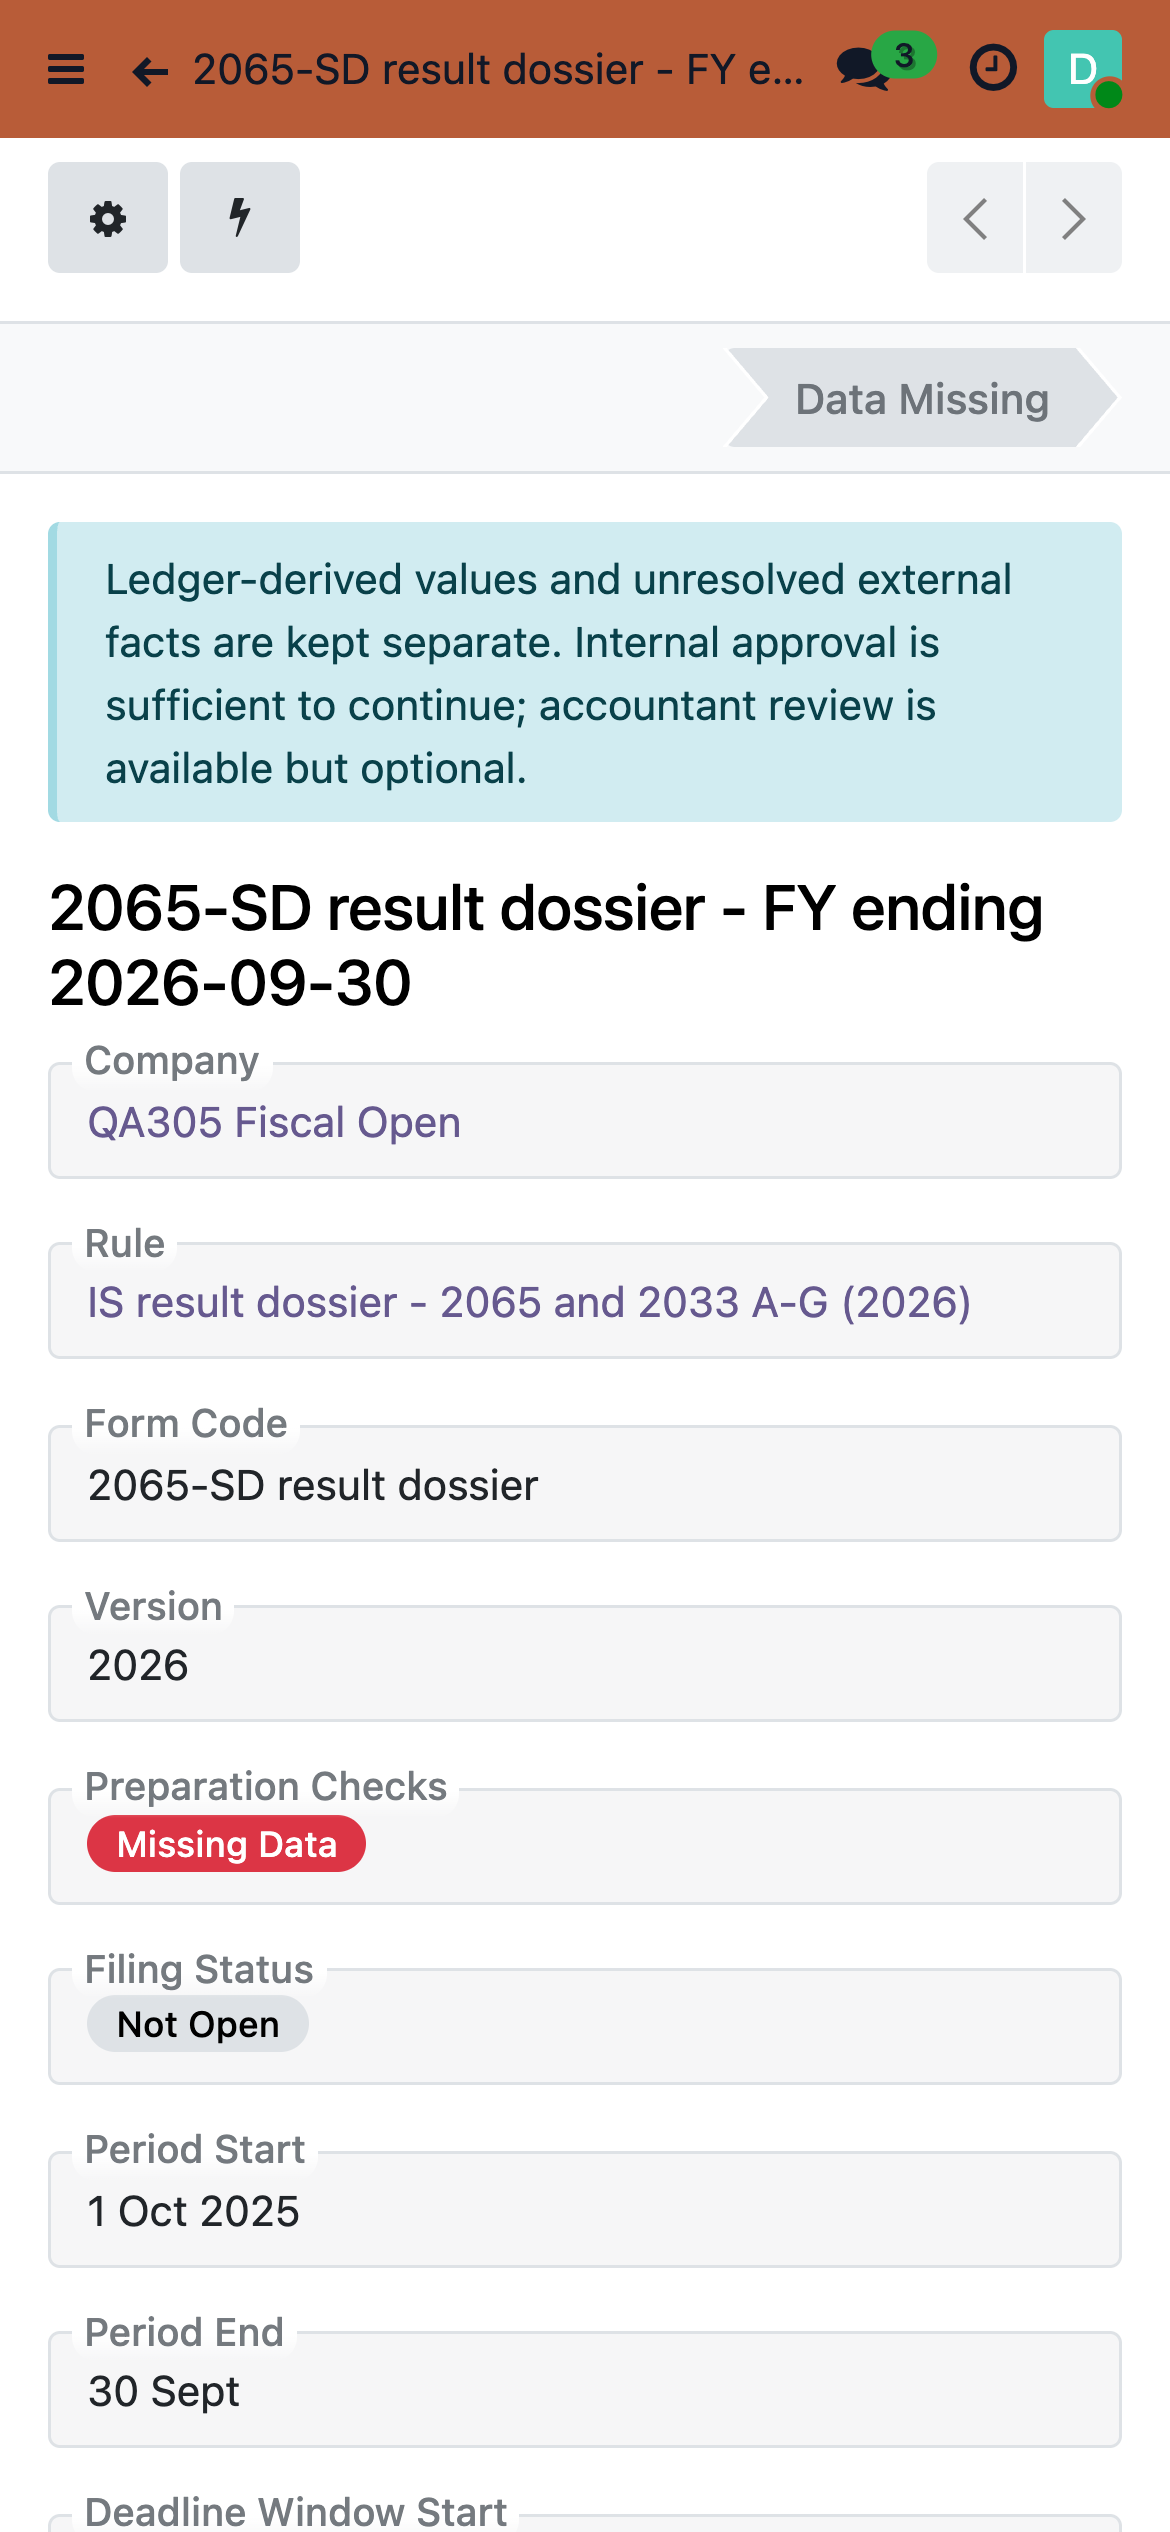 2065-SD result dossier - FY e...
3
D
Data Missing
Ledger-derived values and unresolved external
facts are kept separate. Internal approval is
sufficient to continue; accountant review is
available but optional.
2065-SD result dossier - FY ending
2026-09-30
Company
QA305 Fiscal Open
Rule
IS result dossier - 2065 and 2033 A-G (2026)
Form Code
2065-SD result dossier
Version
2026
Preparation Checks
Missing Data
Filing Status
Not Open
Period Start
1 Oct 2025
Period End
30 Sept
Deadline Window Start